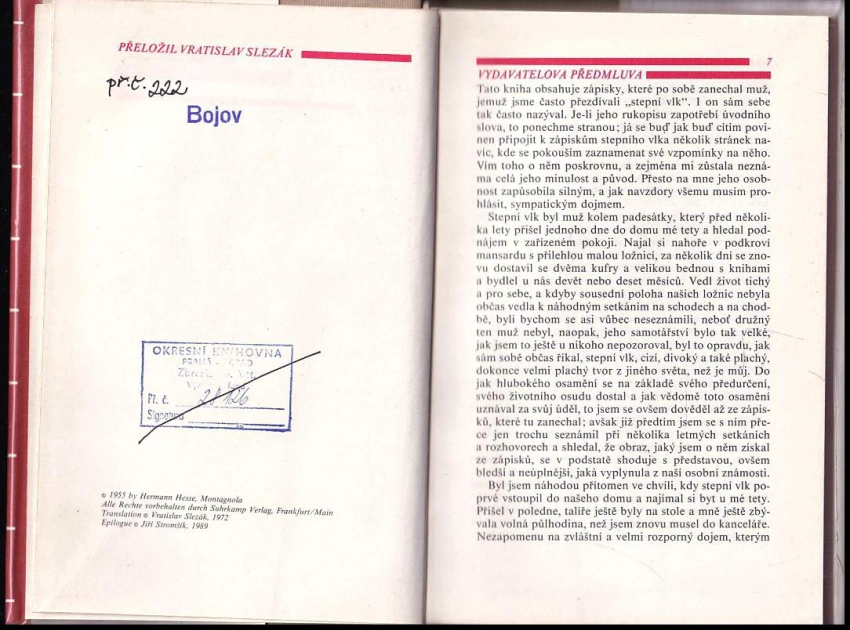 PŘELOŽIL VRATISLAV SLEZÁK
př.č. 222
Bojov
OKRESNÍ KNIHOVNA
PRAHA - ZÁPAD
Př. č. 28126
Signatura
© 1955 by Hermann Hesse, Montagnola
Alle Rechte vorbehalten durch Suhrkamp Verlag, Frankfurt/Main
Translation © Vratislav Slezák, 1972
Epilogue © Jiří Stromšík, 1989
7
VYDAVATELOVA PŘEDMLUVA
Tato kniha obsahuje zápisky, které po sobě zanechal muž,
jemuž jsme často přezdívali „stepní vlk“. I on sám sebe
tak často nazýval. Je-li jeho rukopisu zapotřebí úvodního
slova, to ponechme stranou; já se buď jak buď cítím povi-
nen připojit k zápiskům stepního vlka několik stránek na-
víc, kde se pokouším zaznamenat své vzpomínky na něho.
Vím toho o něm poskrovnu, a zejména mi zůstala nezná-
ma celá jeho minulost a původ. Přesto na mne jeho osob-
nost zapůsobila silným, a jak navzdory všemu musím pro-
hlásit, sympatickým dojmem.
Stepní vlk byl muž kolem padesátky, který před několi-
ka lety přišel jednoho dne do domu mé tety a hledal pod-
nájem v zařízeném pokoji. Najal si nahoře v podkroví
mansardu s přilehlou malou ložnicí, za několik dní se zno-
vu dostavil se dvěma kufry a velikou bednou s knihami
a bydlel u nás devět nebo deset měsíců. Vedl život tichý
a pro sebe, a kdyby sousední poloha našich ložnic nebyla
občas vedla k náhodným setkáním na schodech a na chod-
bě, byli bychom se asi vůbec neseznámili, neboť družný
ten muž nebyl, naopak, jeho samotářství bylo tak velké,
jak jsem to ještě u nikoho nepozoroval, byl to opravdu, jak
sám sobě občas říkal, stepní vlk, cizí, divoký a také plachý,
dokonce velmi plachý tvor z jiného světa, než je můj. Do
jak hlubokého osamění se na základě svého předurčení,
svého životního osudu dostal a jak vědomě toto osamění
uznával za svůj úděl, to jsem se ovšem dověděl až ze zápis-
ků, které tu zanechal; avšak již předtím jsem se s ním pře-
ce jen trochu seznámil při několika letmých setkáních
a rozhovorech a shledal, že obraz, jaký jsem o něm získal
ze zápisků, se v podstatě shoduje s představou, ovšem
bledší a neúplnější, jaká vyplynula z naší osobní známosti.
Byl jsem náhodou přítomen ve chvíli, kdy stepní vlk po-
prvé vstoupil do našeho domu a najímal si byt u mé tety.
Přišel v poledne, talíře ještě byly na stole a mně ještě zbý-
vala volná půlhodina, než jsem znovu musel do kanceláře.
Nezapomenu na zvláštní a velmi rozporný dojem, kterým